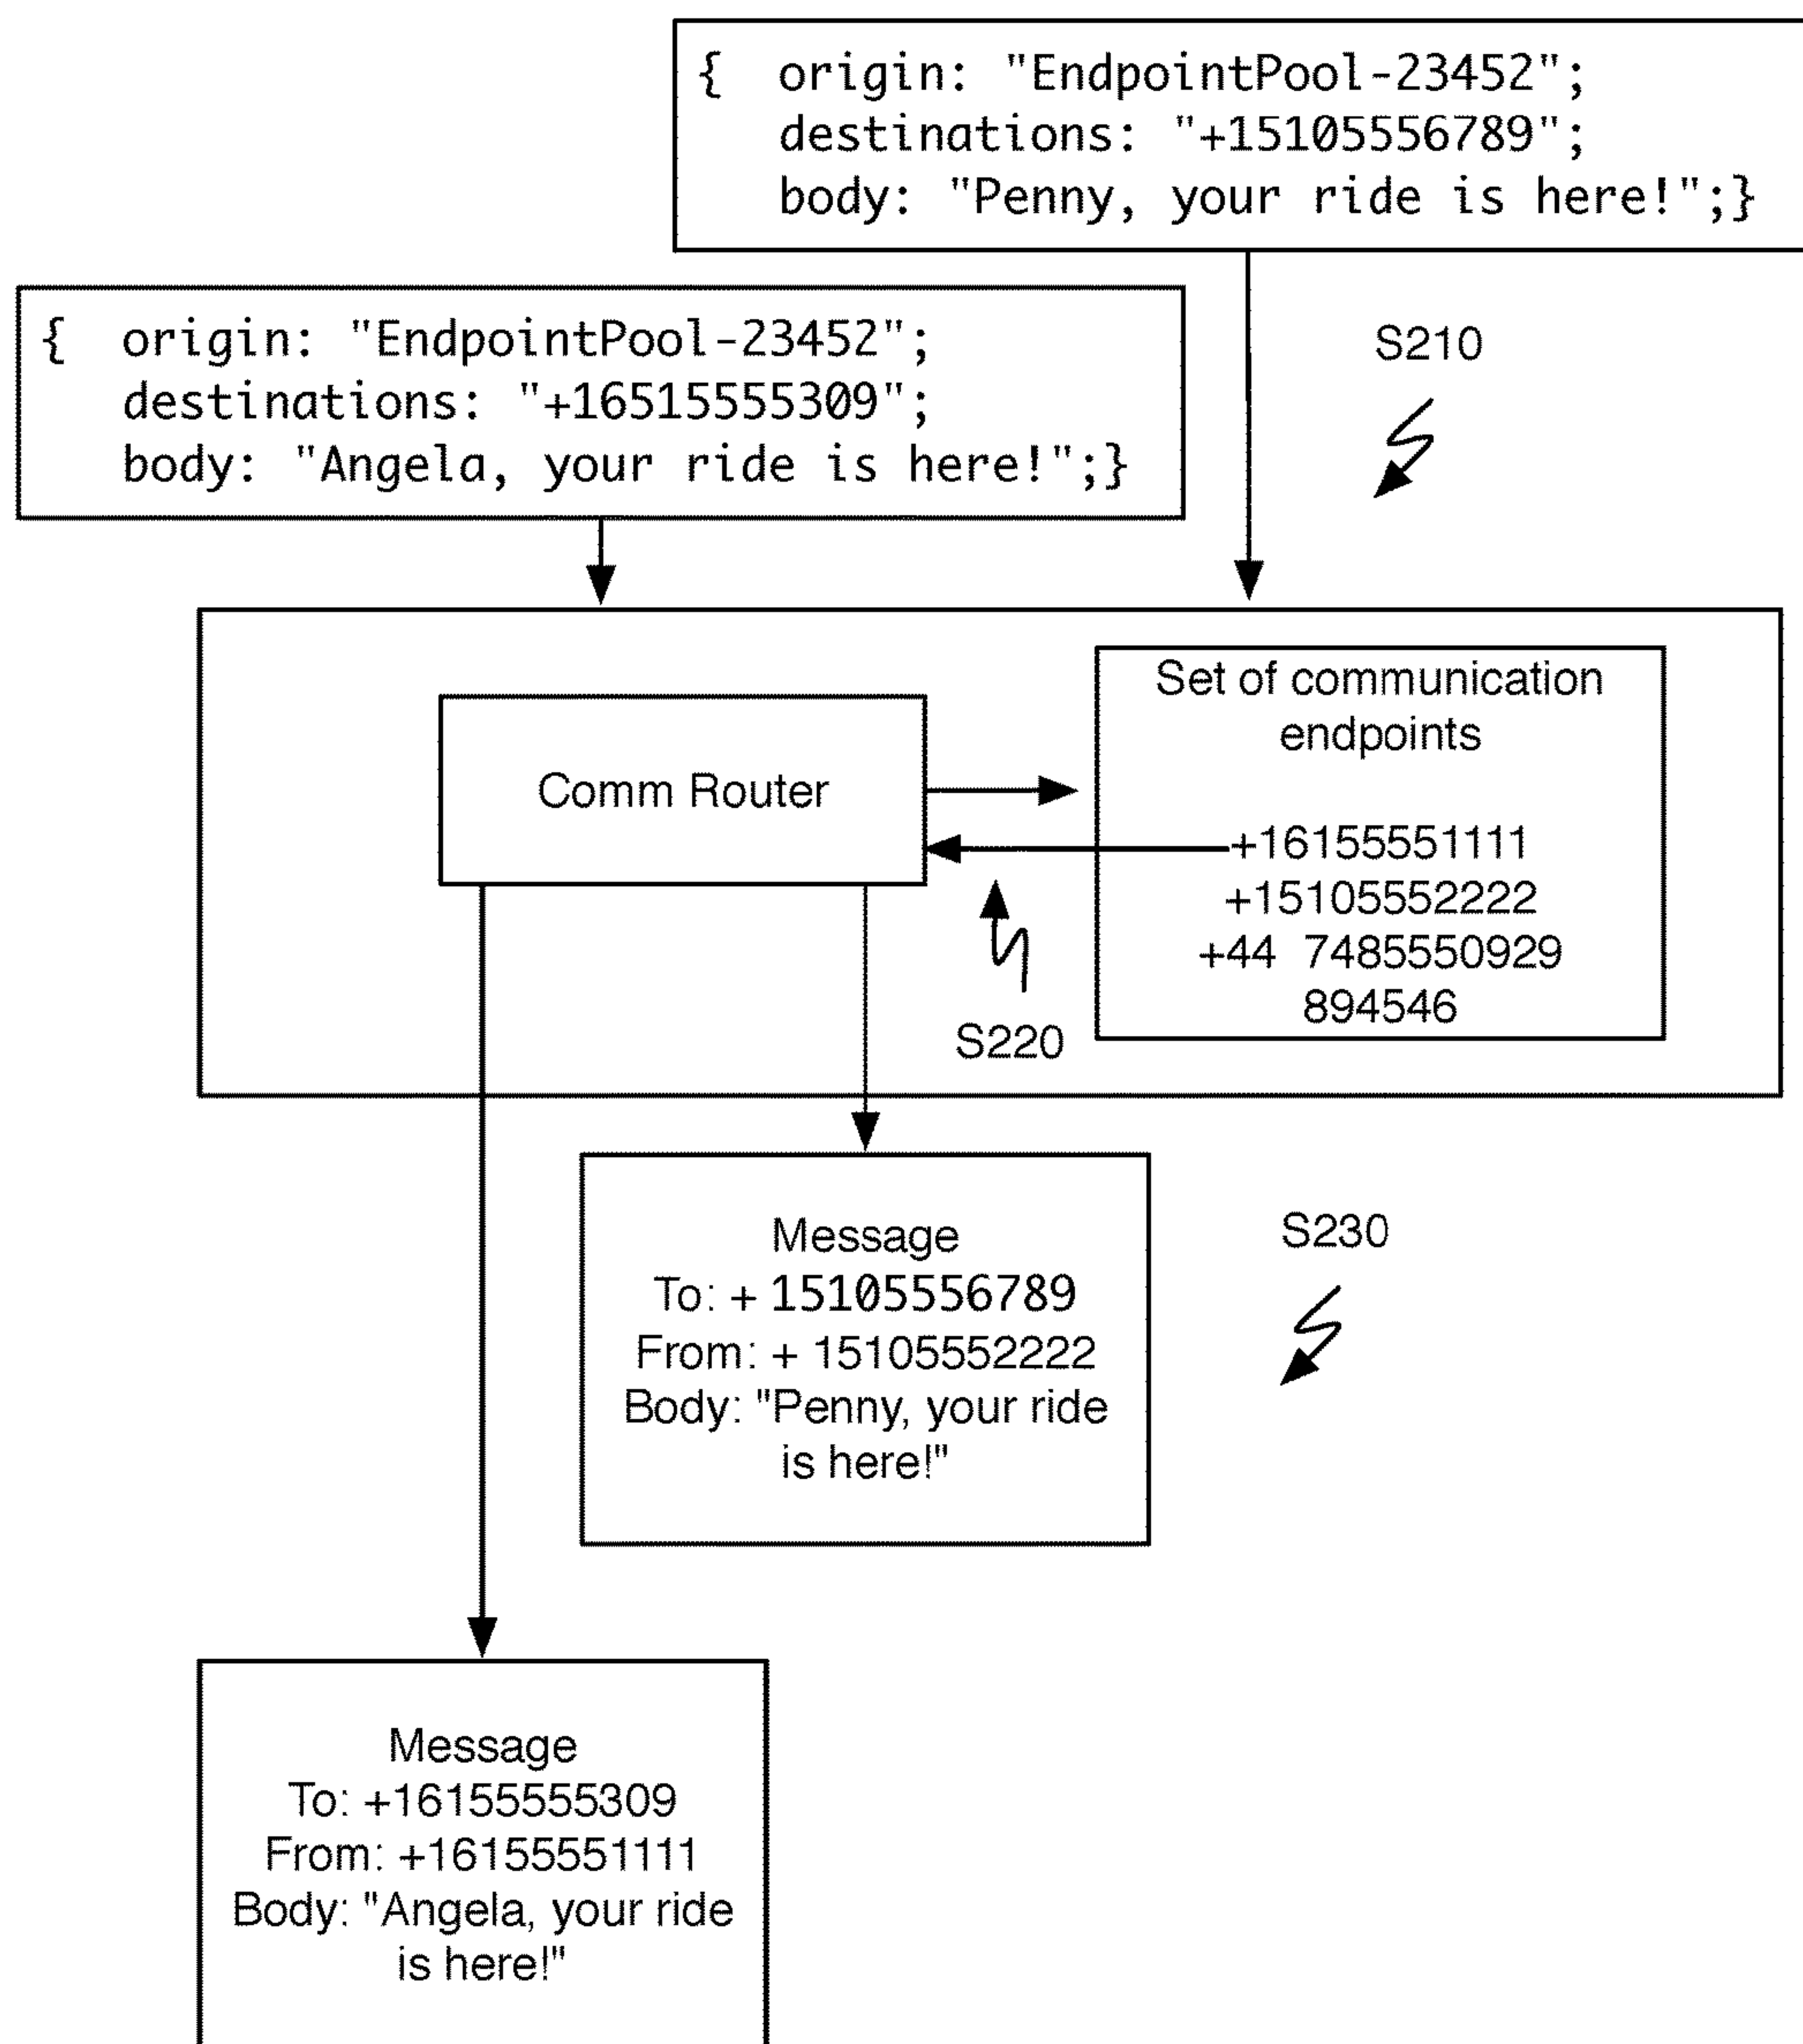 {  origin: "EndpointPool-23452";
destinations: "+15105556789";
body: "Penny, your ride is here!";}
{  origin: "EndpointPool-23452";
destinations: "+16515555309";
body: "Angela, your ride is here!";}
S210
Comm Router
Set of communication
endpoints
+16155551111
+15105552222
+44  7485550929
894546
S220
Message
To: + 15105556789
From: + 15105552222
Body: "Penny, your ride
is here!"
S230
Message
To: +16155555309
From: +16155551111
Body: "Angela, your ride
is here!"